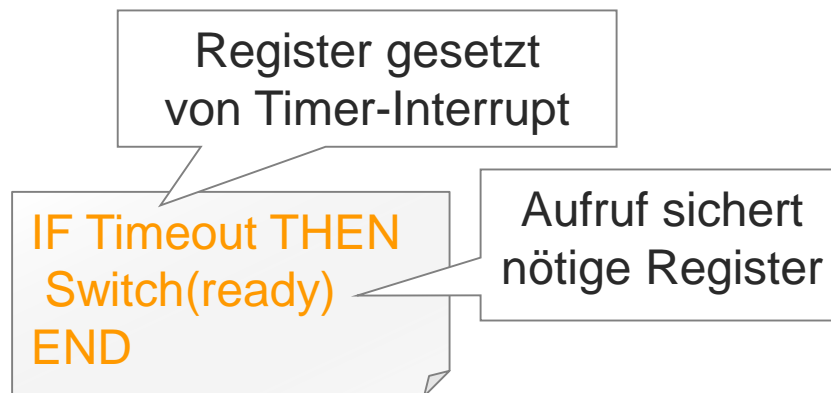 Register gesetzt
von Timer-Interrupt
IF Timeout THEN
Switch(ready)
END
Aufruf sichert
nötige Register